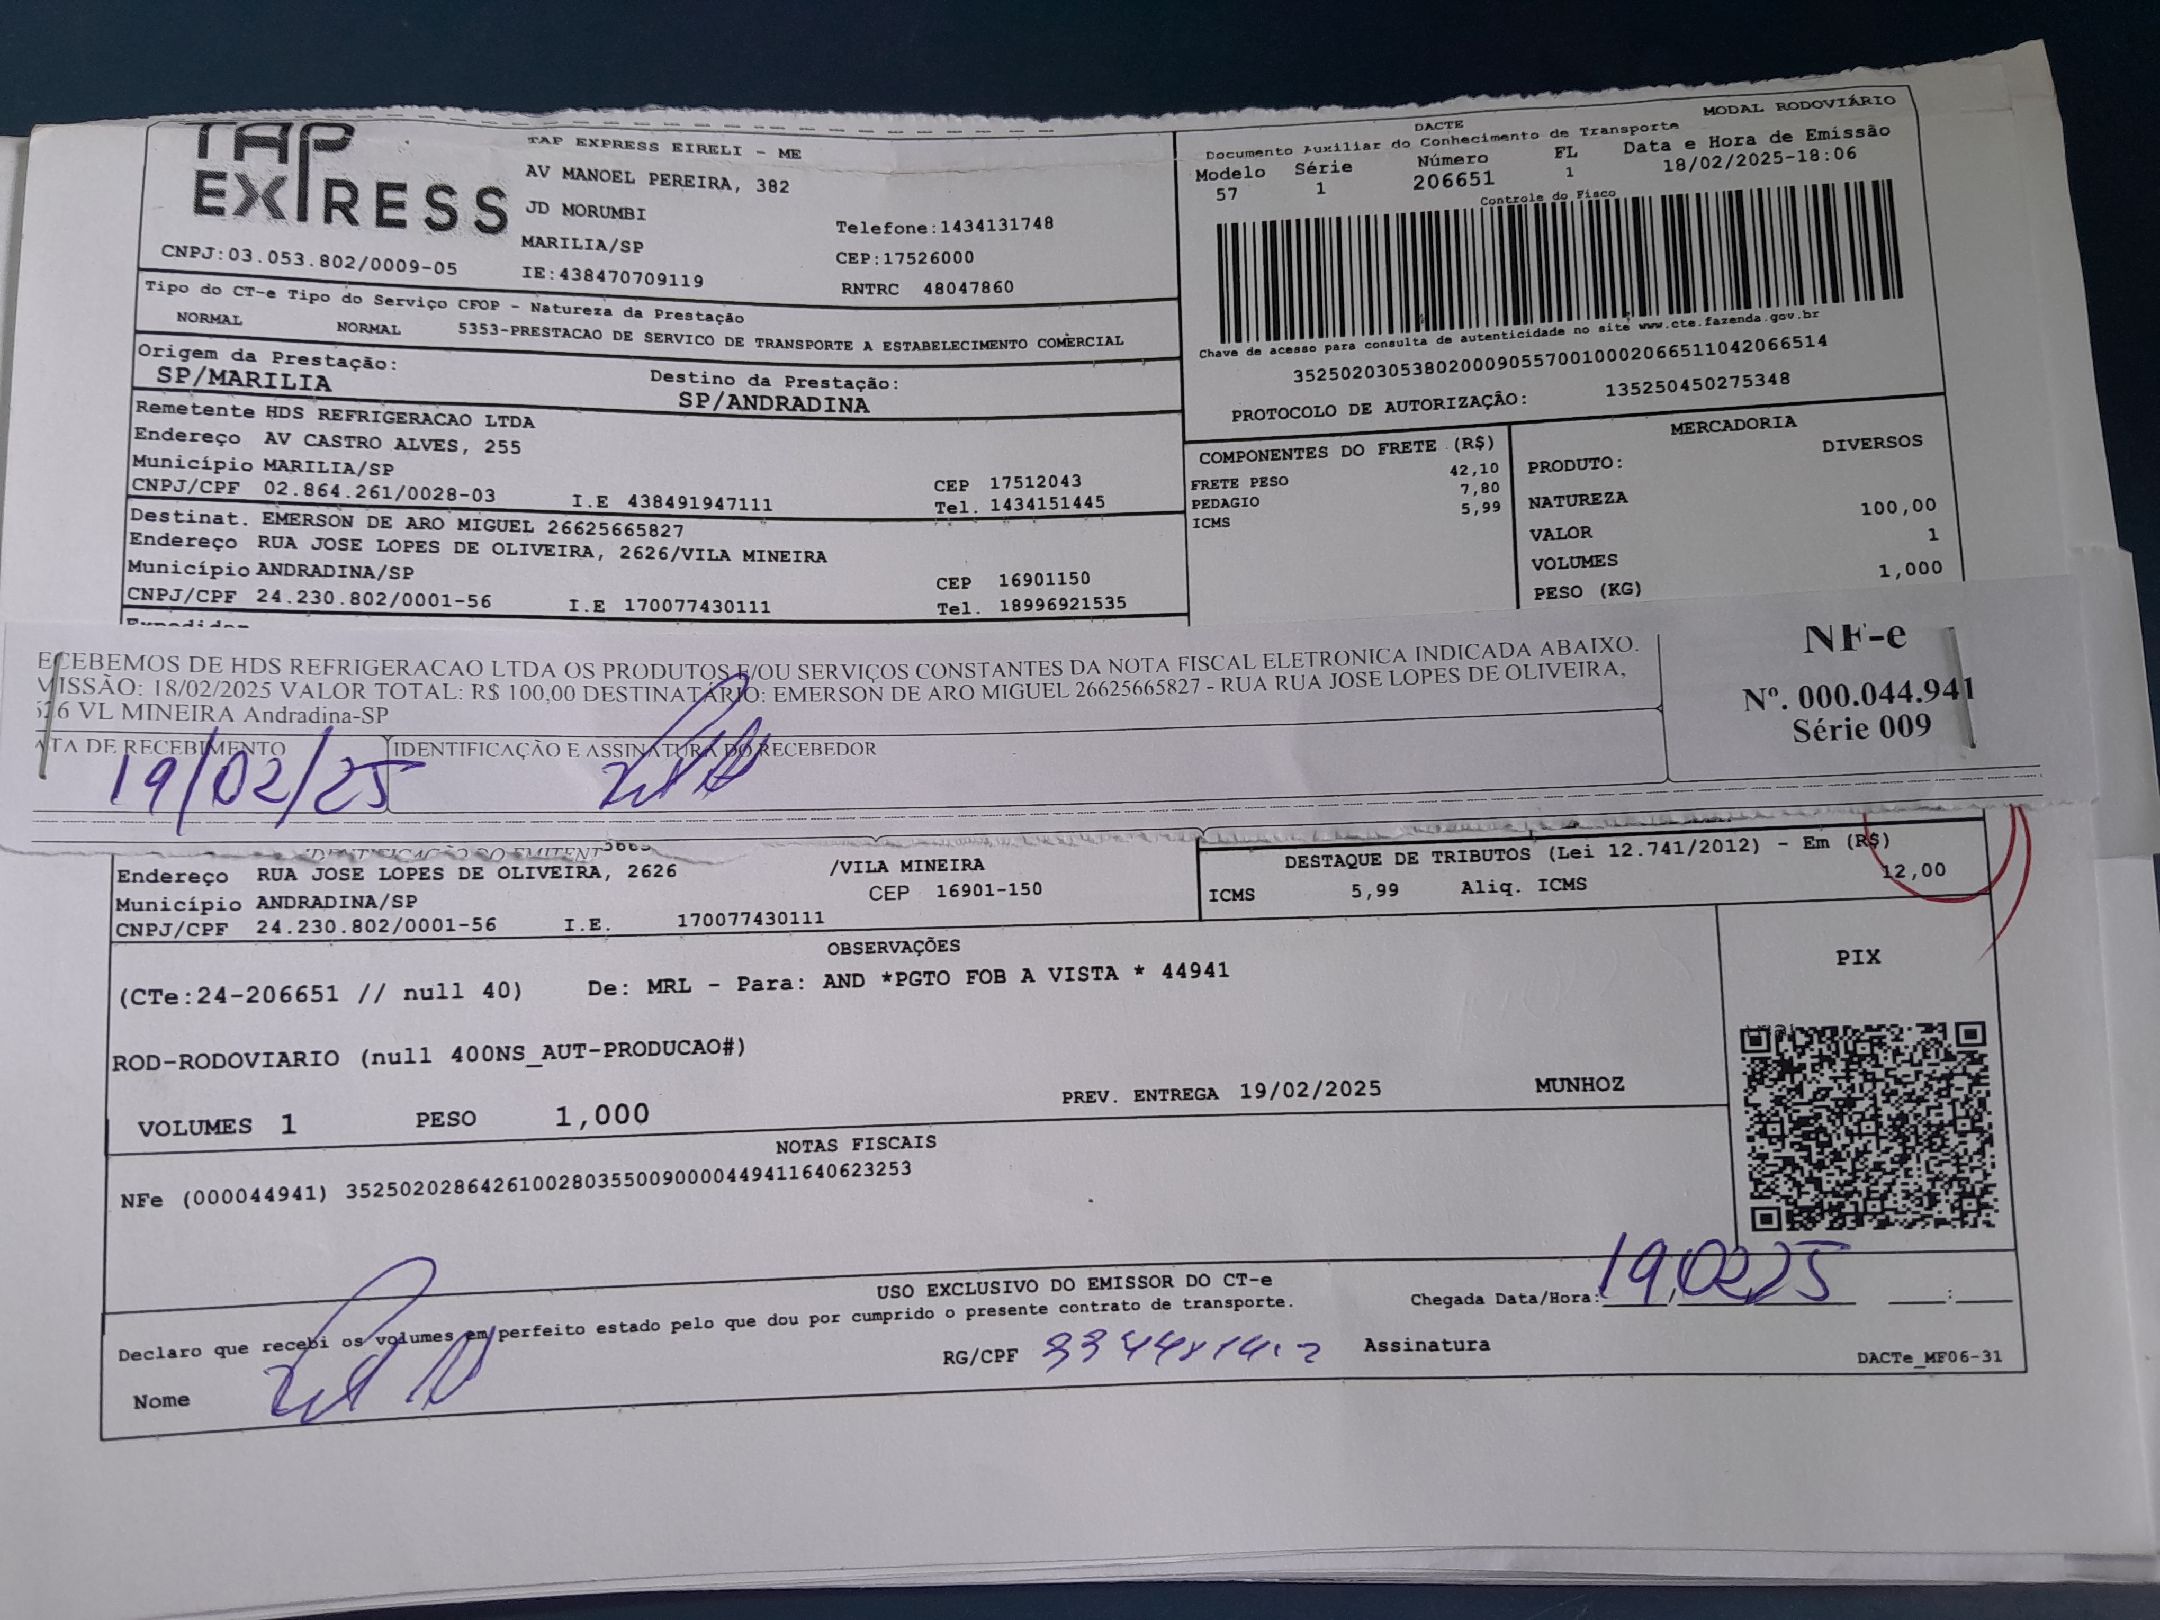 TAP EXPRESS
TAP EXPRESS EIRELI - ME
AV MANOEL PEREIRA, 382
JD MORUMBI
MARILIA/SP
Telefone:1434131748
CEP:17526000
CNPJ:03.053.802/0009-05
IE:438470709119
RNTRC 48047860
DACTE
MODAL RODOVIÁRIO
Documento Auxiliar do Conhecimento de Transporte
Modelo Série Número FL Data e Hora de Emissão
57 1 206651 1 18/02/2025-18:06
Controle do Fisco
Chave de acesso para consulta de autenticidade no site www.cte.fazenda.gov.br
35250203053802000905570010002066511042066514
PROTOCOLO DE AUTORIZAÇÃO: 135250450275348
Tipo do CT-e Tipo do Serviço CFOP - Natureza da Prestação
NORMAL NORMAL 5353-PRESTACAO DE SERVICO DE TRANSPORTE A ESTABELECIMENTO COMERCIAL
Origem da Prestação: Destino da Prestação:
SP/MARILIA SP/ANDRADINA
Remetente HDS REFRIGERACAO LTDA
Endereço AV CASTRO ALVES, 255
Município MARILIA/SP CEP 17512043
CNPJ/CPF 02.864.261/0028-03 I.E 438491947111 Tel. 1434151445
Destinat. EMERSON DE ARO MIGUEL 26625665827
Endereço RUA JOSE LOPES DE OLIVEIRA, 2626/VILA MINEIRA
Município ANDRADINA/SP CEP 16901150
CNPJ/CPF 24.230.802/0001-56 I.E 170077430111 Tel. 18996921535
COMPONENTES DO FRETE (R$)
FRETE PESO 42,10
PEDAGIO 7,80
ICMS 5,99
MERCADORIA
PRODUTO: DIVERSOS
NATUREZA
VALOR 100,00
VOLUMES 1
PESO (KG) 1,000
ECEBEMOS DE HDS REFRIGERACAO LTDA OS PRODUTOS E/OU SERVIÇOS CONSTANTES DA NOTA FISCAL ELETRONICA INDICADA ABAIXO.
MISSÃO: 18/02/2025 VALOR TOTAL: R$ 100,00 DESTINATÁRIO: EMERSON DE ARO MIGUEL 26625665827 - RUA RUA JOSE LOPES DE OLIVEIRA,
526 VL MINEIRA Andradina-SP
ATA DE RECEBIMENTO IDENTIFICAÇÃO E ASSINATURA DO RECEBEDOR
19/02/25
NF-e
Nº. 000.044.941
Série 009
Endereço RUA JOSE LOPES DE OLIVEIRA, 2626 /VILA MINEIRA
Município ANDRADINA/SP CEP 16901-150
CNPJ/CPF 24.230.802/0001-56 I.E. 170077430111
DESTAQUE DE TRIBUTOS (Lei 12.741/2012) - Em (R$)
ICMS 5,99 Aliq. ICMS 12,00
OBSERVAÇÕES
(CTe:24-206651 // null 40) De: MRL - Para: AND *PGTO FOB A VISTA * 44941
ROD-RODOVIARIO (null 400NS_AUT-PRODUCAO#)
VOLUMES 1 PESO 1,000 PREV. ENTREGA 19/02/2025 MUNHOZ
PIX
NOTAS FISCAIS
NFe (000044941) 35250202864261002803550090000449411640623253
USO EXCLUSIVO DO EMISSOR DO CT-e
Declaro que recebi os volumes em perfeito estado pelo que dou por cumprido o presente contrato de transporte.
Chegada Data/Hora: 19,02,25 :
Nome RG/CPF Assinatura
DACTe_MF06-31